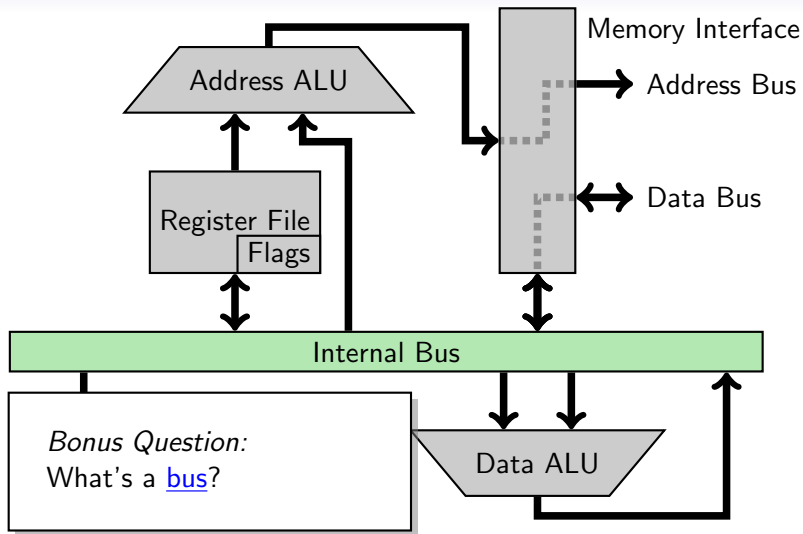 Memory Interface
Address ALU
Address Bus
Register File
Flags
Data Bus
Internal Bus
Bonus Question:
What's a bus?
Data ALU